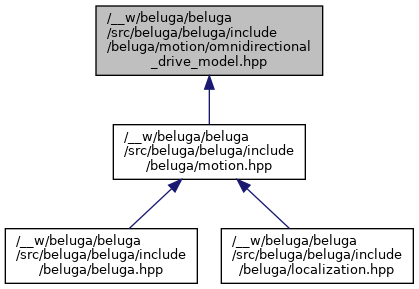 /__w/beluga/beluga
/src/beluga/beluga/include
/beluga/motion/omnidirectional
_drive_model.hpp
/__w/beluga/beluga
/src/beluga/beluga/include
/beluga/motion.hpp
/__w/beluga/beluga
/src/beluga/beluga/include
/beluga/beluga.hpp
/__w/beluga/beluga
/src/beluga/beluga/include
/beluga/localization.hpp